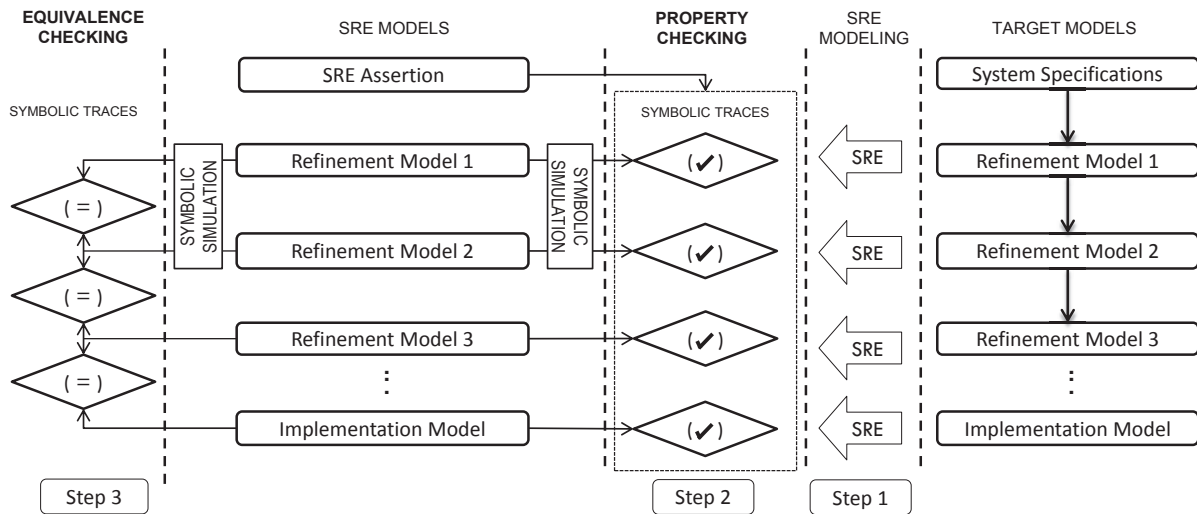 EQUIVALENCE
CHECKING
SRE MODELS
PROPERTY
CHECKING
SRE
MODELING
TARGET MODELS
SRE Assertion
System Specifications
SYMBOLIC TRACES
SYMBOLIC TRACES
SYMBOLIC
SIMULATION
Refinement Model 1
SYMBOLIC
SIMULATION
(✔)
SRE
Refinement Model 1
( = )
Refinement Model 2
(✔)
SRE
Refinement Model 2
( = )
Refinement Model 3
(✔)
SRE
Refinement Model 3
( = )
⋮
⋮
Implementation Model
(✔)
SRE
Implementation Model
Step 3
Step 2
Step 1